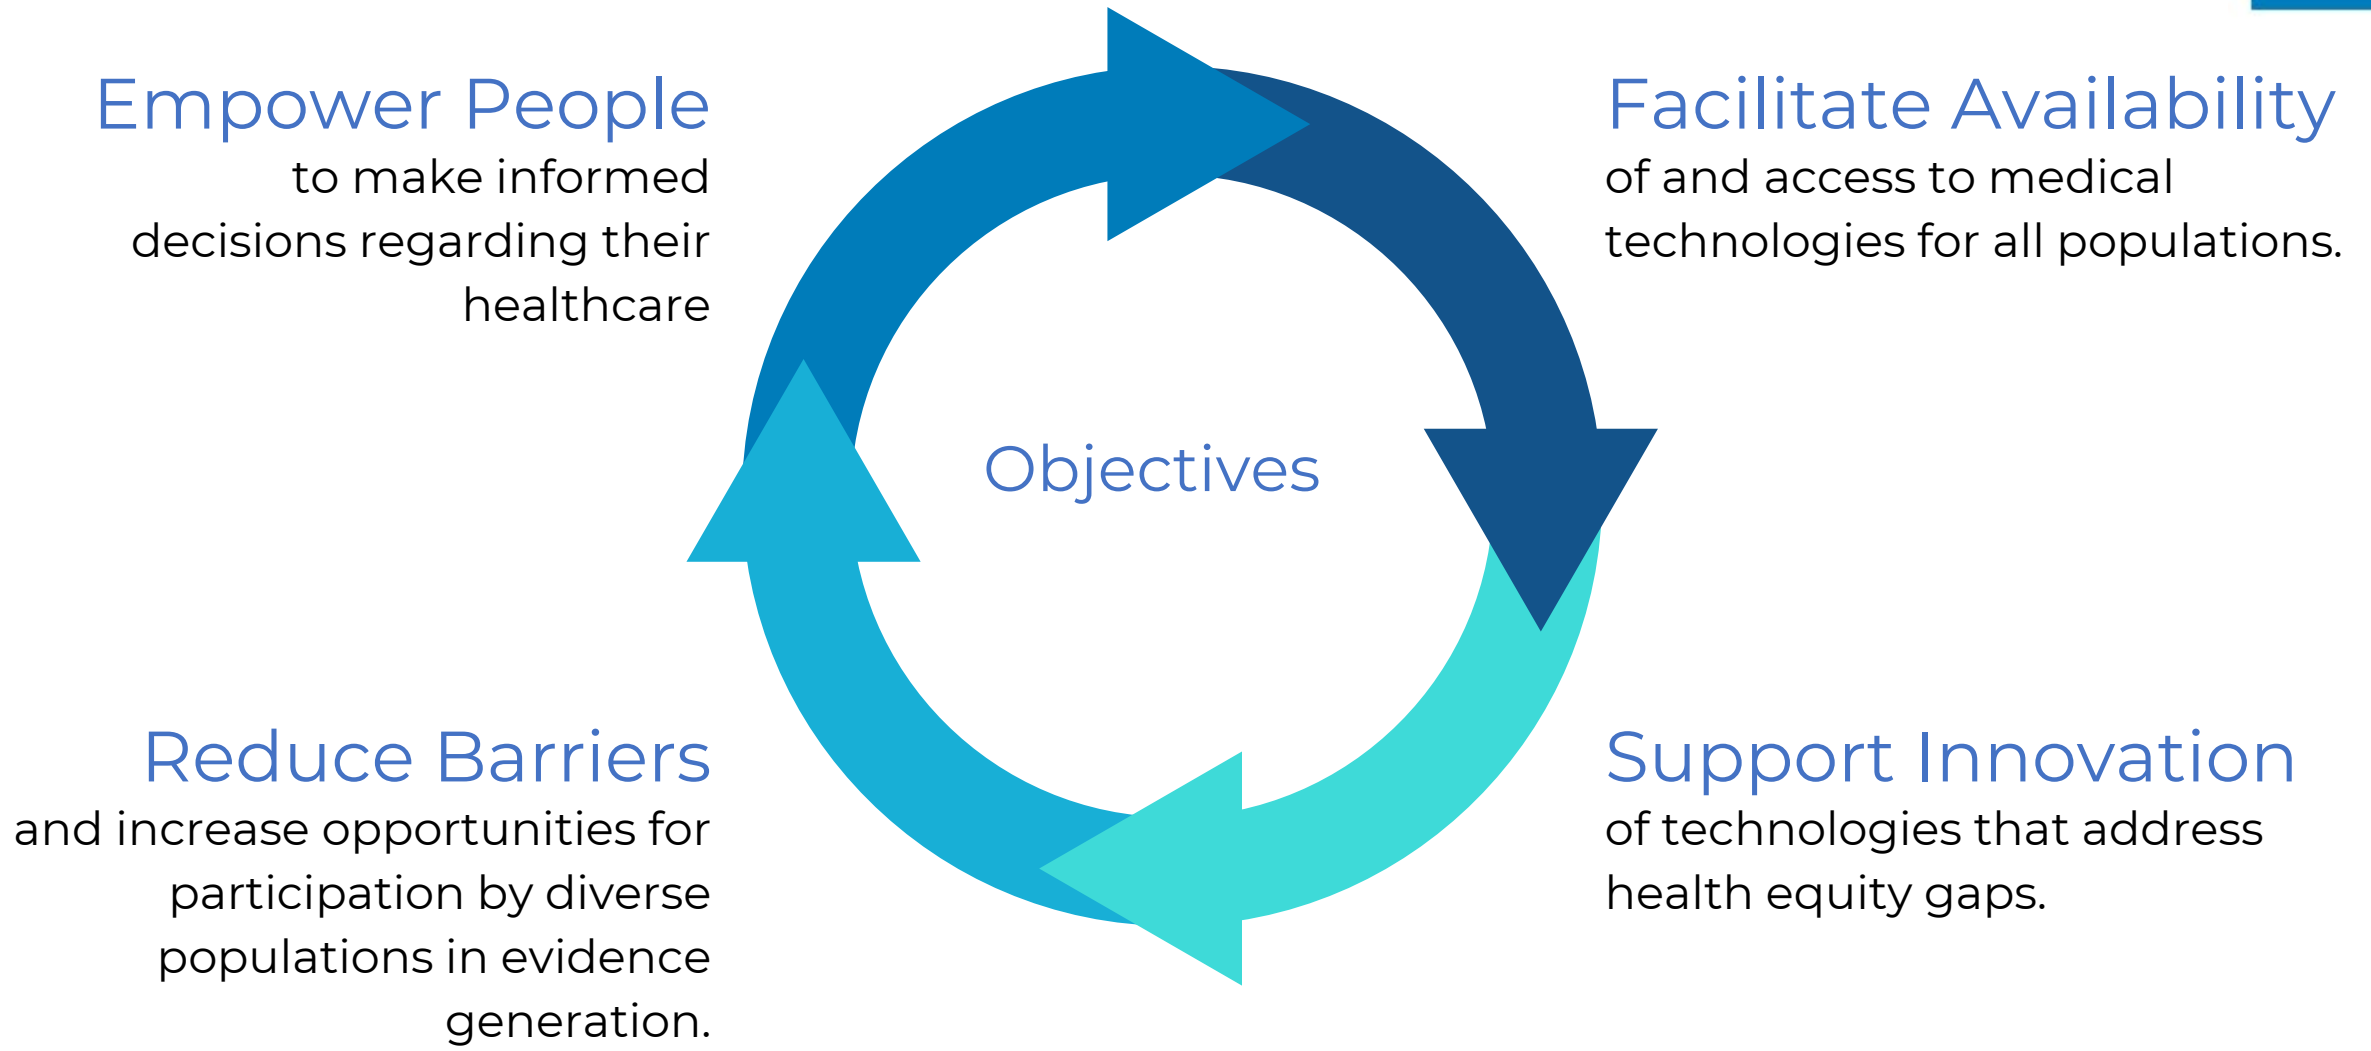 Empower People
to make informed
decisions regarding their
healthcare
Facilitate Availability
of and access to medical
technologies for all populations.
Objectives
Reduce Barriers
and increase opportunities for
participation by diverse
populations in evidence
generation.
Support Innovation
of technologies that address
health equity gaps.